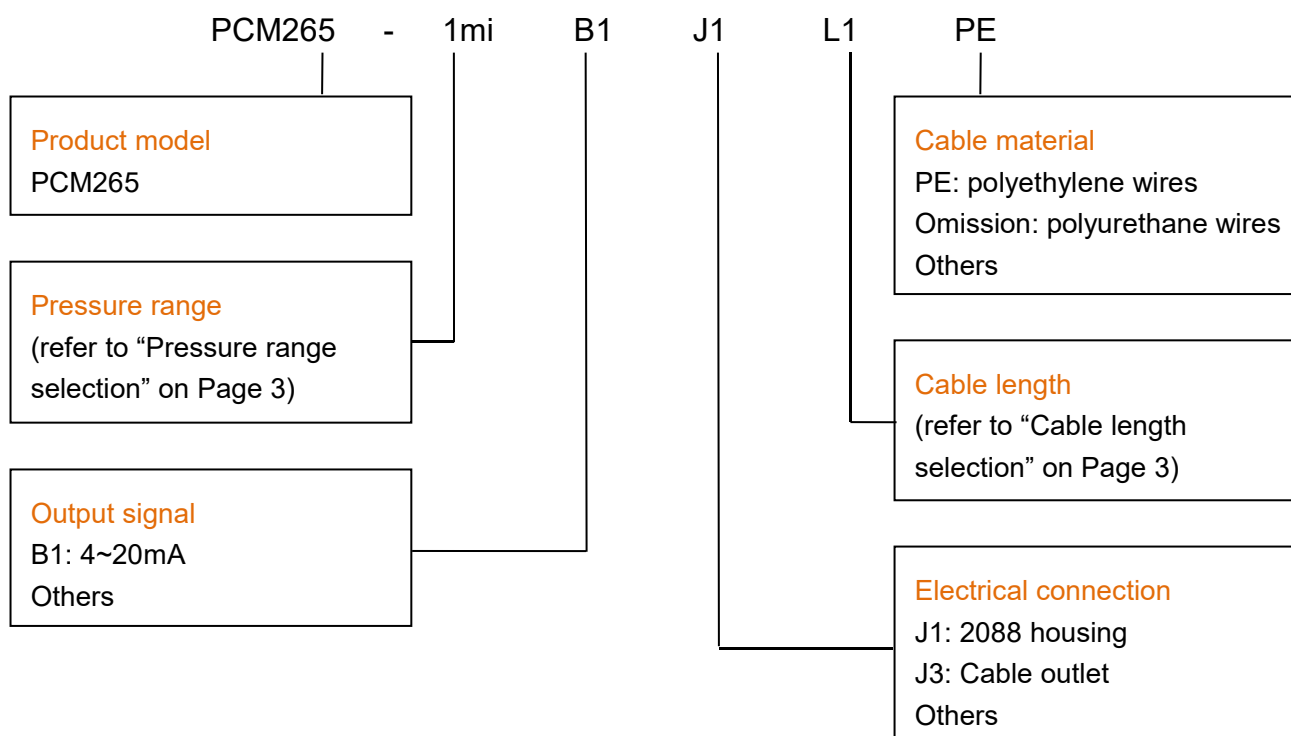 PCM265 - 1mi B1 J1 L1 PE
Product model
PCM265
Pressure range
(refer to “Pressure range
selection” on Page 3)
Output signal
B1: 4~20mA
Others
Cable material
PE: polyethylene wires
Omission: polyurethane wires
Others
Cable length
(refer to “Cable length
selection” on Page 3)
Electrical connection
J1: 2088 housing
J3: Cable outlet
Others